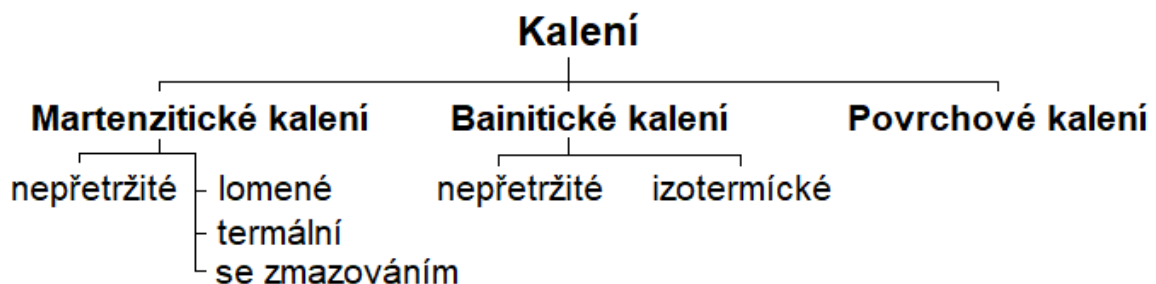 Kalení
Martenzitické kalení Bainitické kalení Povrchové kalení
nepřetržité lomené nepřetržité izotermícké
termální
se zmazováním